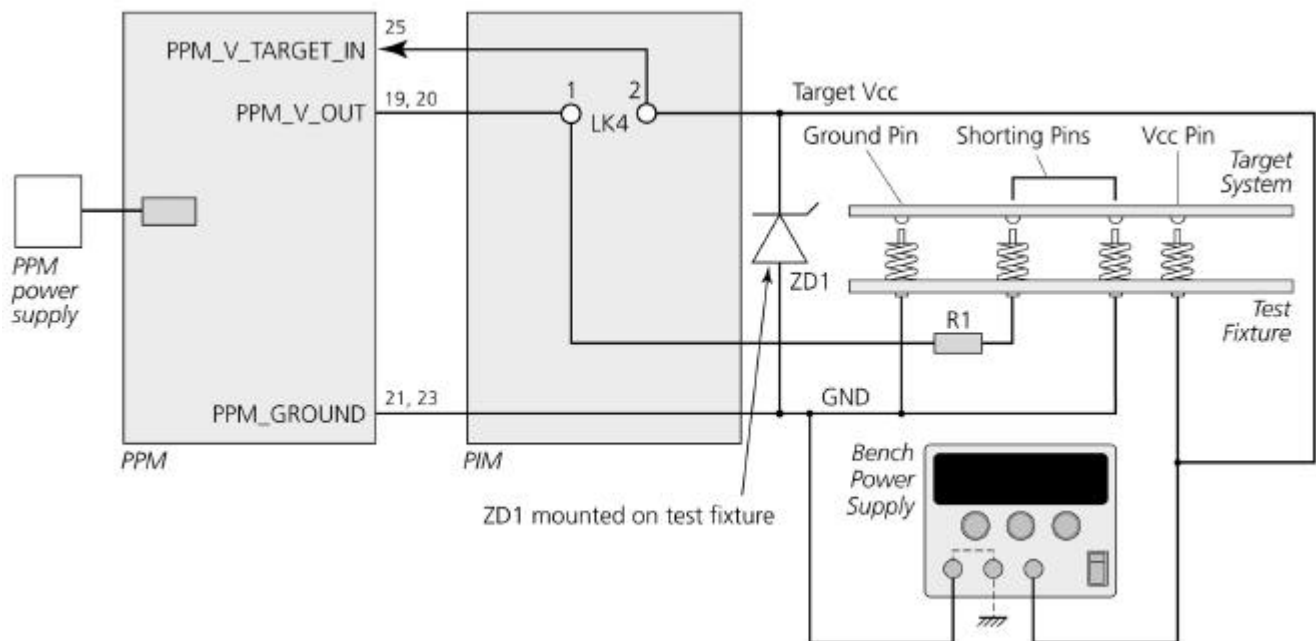 PPM_V_TARGET_IN
25
PPM_V_OUT
19, 20
1
2
LK4
Target Vcc
Ground Pin
Shorting Pins
Vcc Pin
Target
System
PPM
power
supply
ZD1
R1
Test
Fixture
PPM_GROUND
21, 23
GND
PPM
PIM
Bench
Power
Supply
ZD1 mounted on test fixture